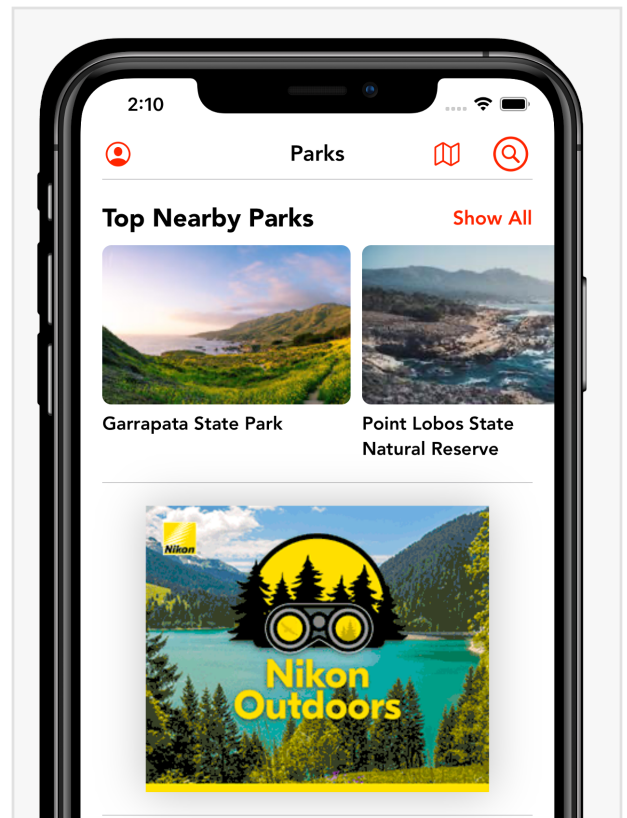 2:10
Parks
Top Nearby Parks
Show All
Garrapata State Park
Point Lobos State
Natural Reserve
Nikon
Nikon
Outdoors